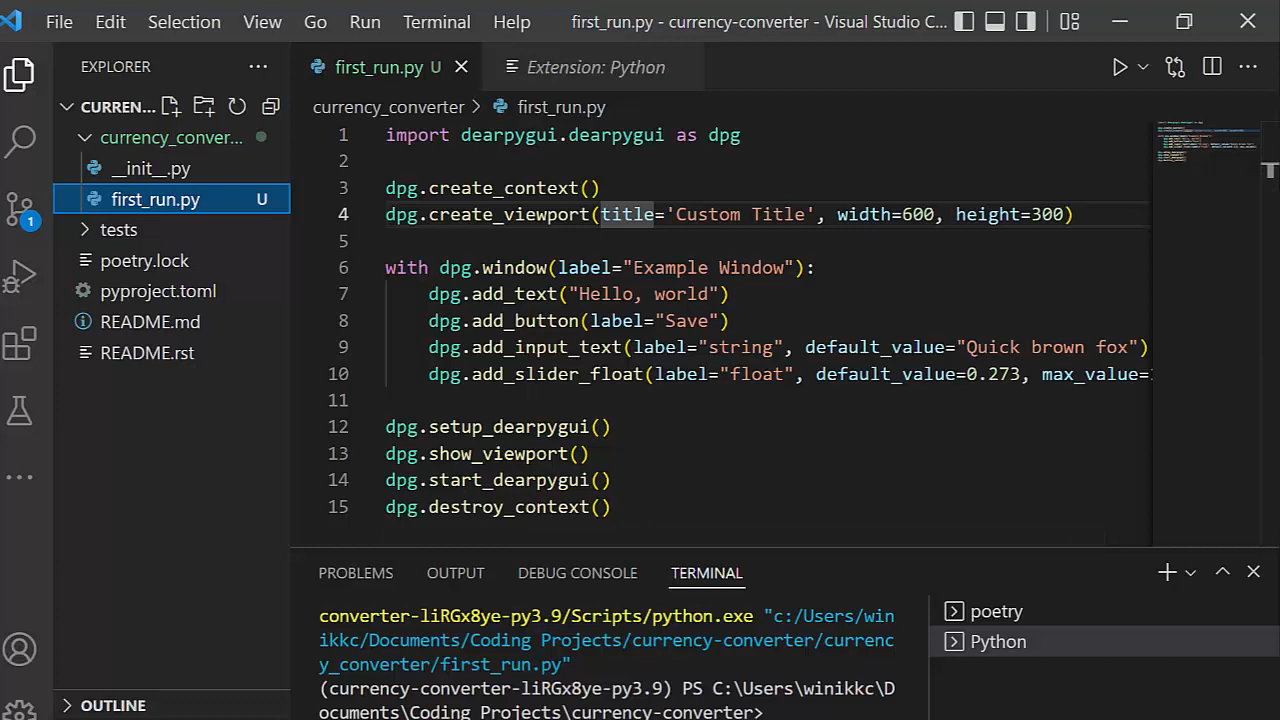 File Edit Selection View Go Run Terminal Help first_run.py - currency-converter - Visual Studio C...
EXPLORER ...
first_run.py U
Extension: Python
CURREN...
currency_converter > first_run.py
currency_conver...
__init__.py
first_run.py U
tests
poetry.lock
pyproject.toml
README.md
README.rst
1 import dearpygui.dearpygui as dpg
2
3 dpg.create_context()
4 dpg.create_viewport(title='Custom Title', width=600, height=300)
5
6 with dpg.window(label="Example Window"):
7 dpg.add_text("Hello, world")
8 dpg.add_button(label="Save")
9 dpg.add_input_text(label="string", default_value="Quick brown fox")
10 dpg.add_slider_float(label="float", default_value=0.273, max_value=
11
12 dpg.setup_dearpygui()
13 dpg.show_viewport()
14 dpg.start_dearpygui()
15 dpg.destroy_context()
1
PROBLEMS OUTPUT DEBUG CONSOLE TERMINAL
converter-liRGx8ye-py3.9/Scripts/python.exe "c:/Users/win
ikkc/Documents/Coding Projects/currency-converter/currenc
y_converter/first_run.py"
(currency-converter-liRGx8ye-py3.9) PS C:\Users\winikkc\D
ocuments\Coding Projects\currency-converter>
poetry
Python
OUTLINE